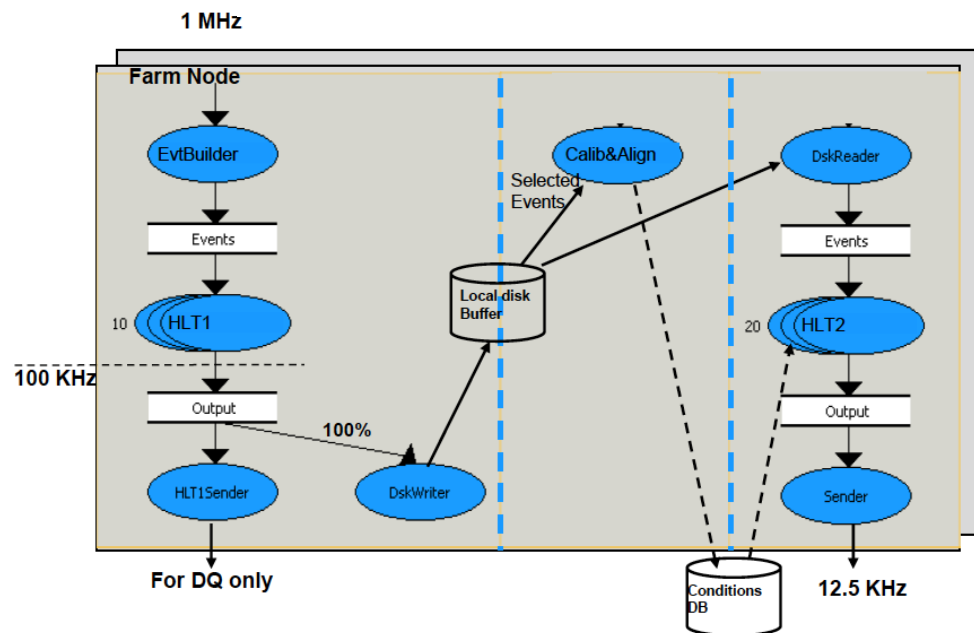 1 MHz
Farm Node
EvtBuilder
Events
10
HLT1
100 KHz
Output
100%
HLT1Sender
DskWriter
For DQ only
Calib&Align
Selected
Events
Local disk
Buffer
Conditions
DB
DskReader
Events
20
HLT2
Output
Sender
12.5 KHz